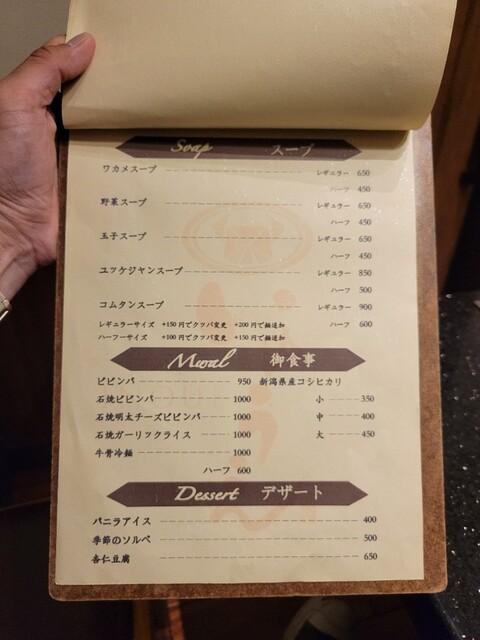 Soap スープ
ワカメスープ レギュラー 650
ハーフ 450
野菜スープ レギュラー 650
ハーフ 450
玉子スープ レギュラー 650
ハーフ 450
ユッケジャンスープ レギュラー 850
ハーフ 500
コムタンスープ レギュラー 900
ハーフ 600
レギュラーサイズ +150円でクツパ変更 +200円で麺追加
ハーフーサイズ +100円でクツパ変更 +150円で麺追加
Mwal 御食事
ビビンバ 950 新潟県産コシヒカリ
石焼ビビンバ 1000 小 350
石焼明太チーズビビンバ 1000 中 400
石焼ガーリックライス 1000 大 450
牛骨冷麺 1000
ハーフ 600
Dessert デザート
バニラアイス 400
季節のソルベ 500
杏仁豆腐 650